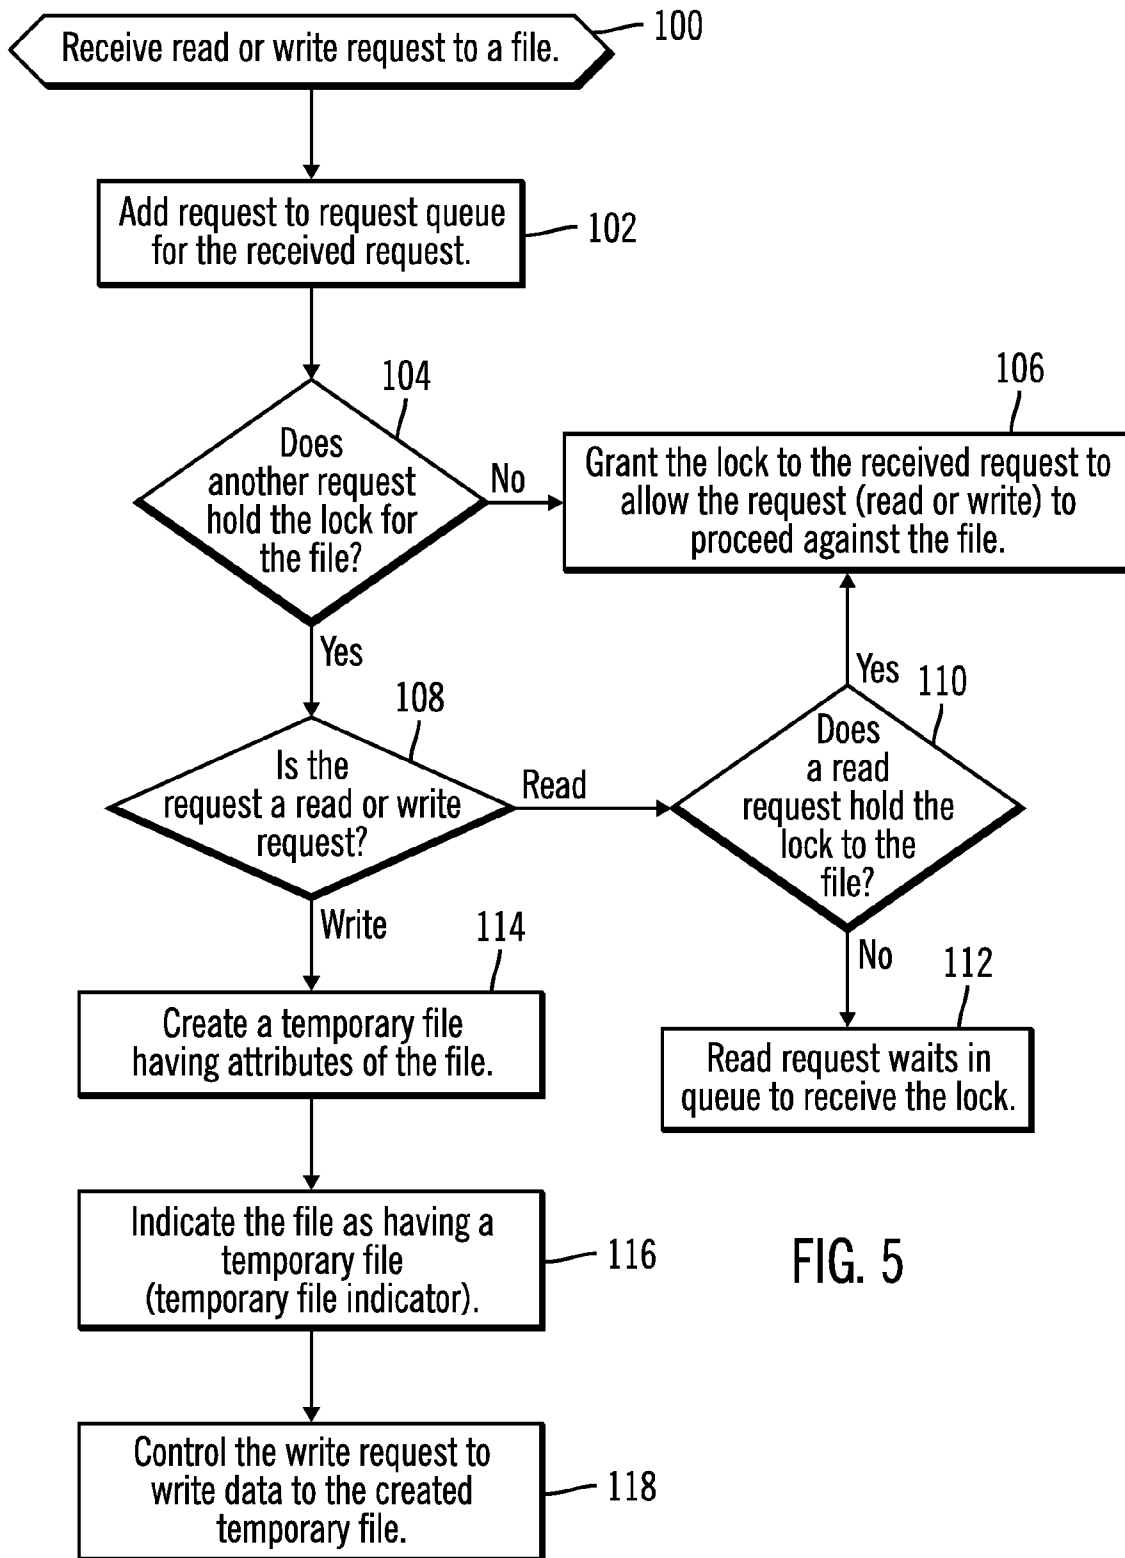 Receive read or write request to a file.
100
Add request to request queue
for the received request.
102
104
Does
another request
hold the lock for
the file?
No
Yes
106
Grant the lock to the received request to
allow the request (read or write) to
proceed against the file.
108
Is the
request a read or write
request?
Read
Write
Yes
110
Does
a read
request hold the
lock to the
file?
No
112
Read request waits in
queue to receive the lock.
114
Create a temporary file
having attributes of the file.
Indicate the file as having a
temporary file
(temporary file indicator).
116
FIG. 5
Control the write request to
write data to the created
temporary file.
118